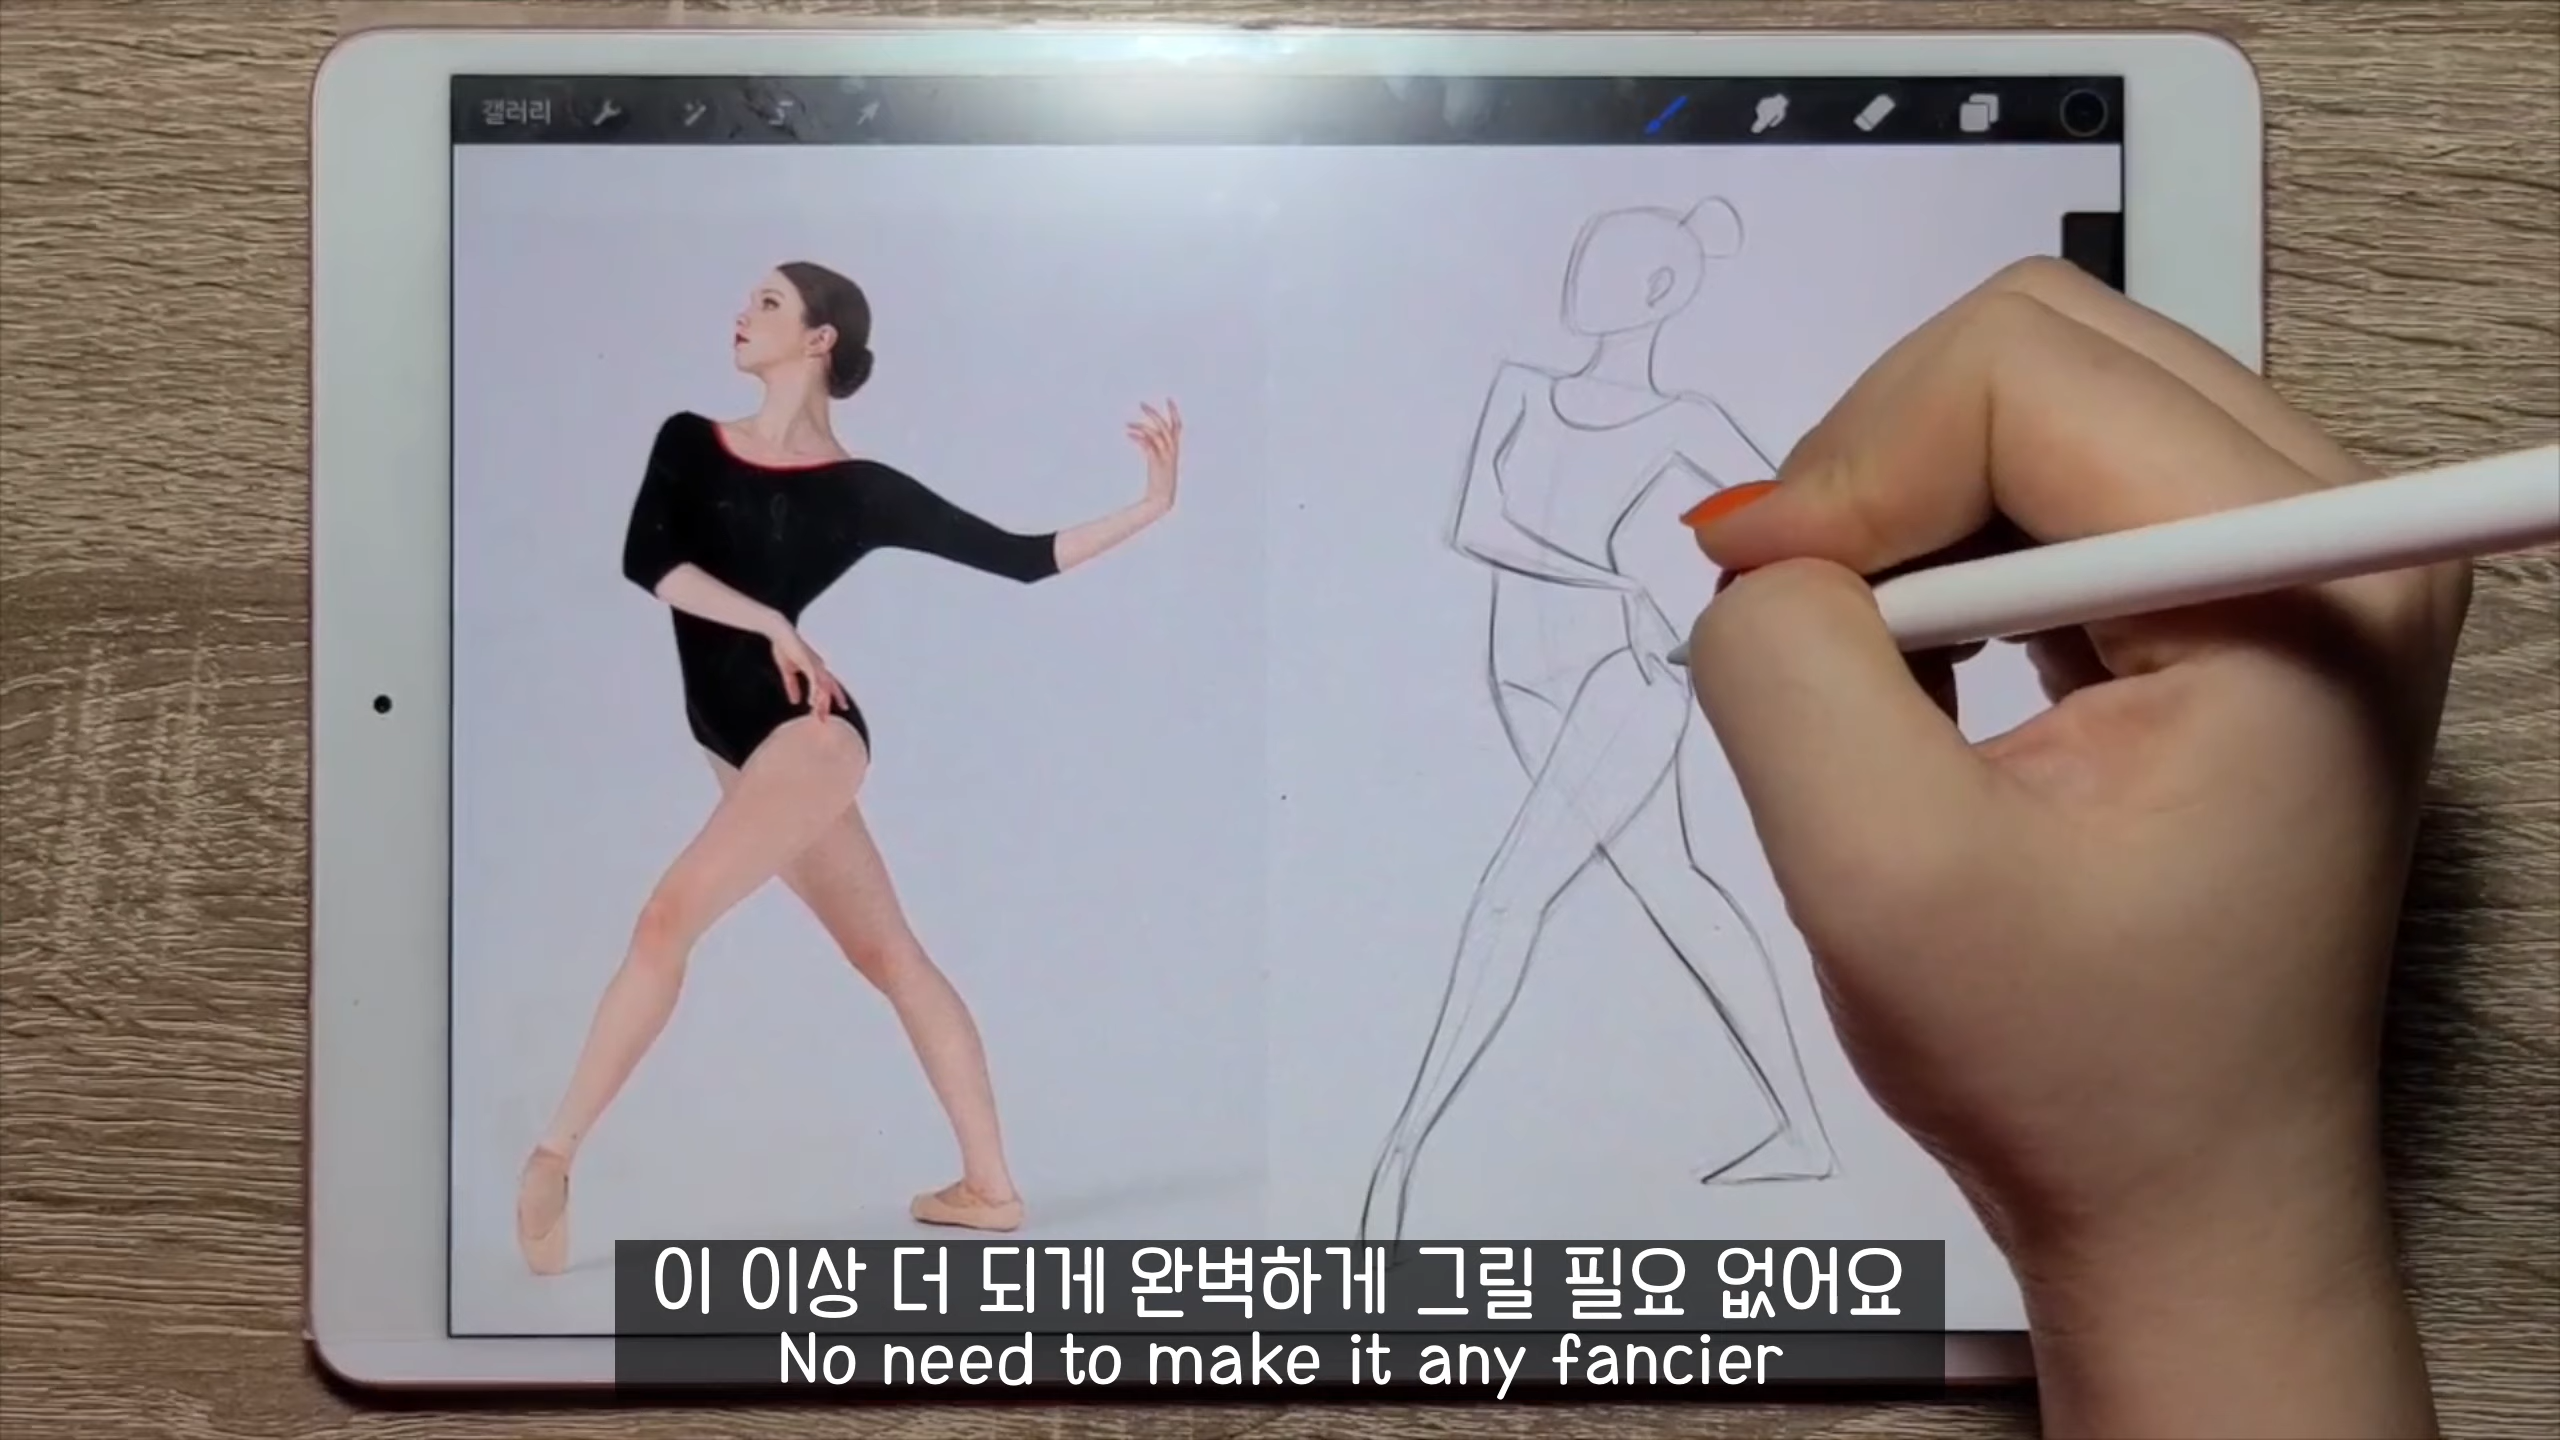 갤러리
이 이상 더 되게 완벽하게 그릴 필요 없어요
No need to make it any fancier